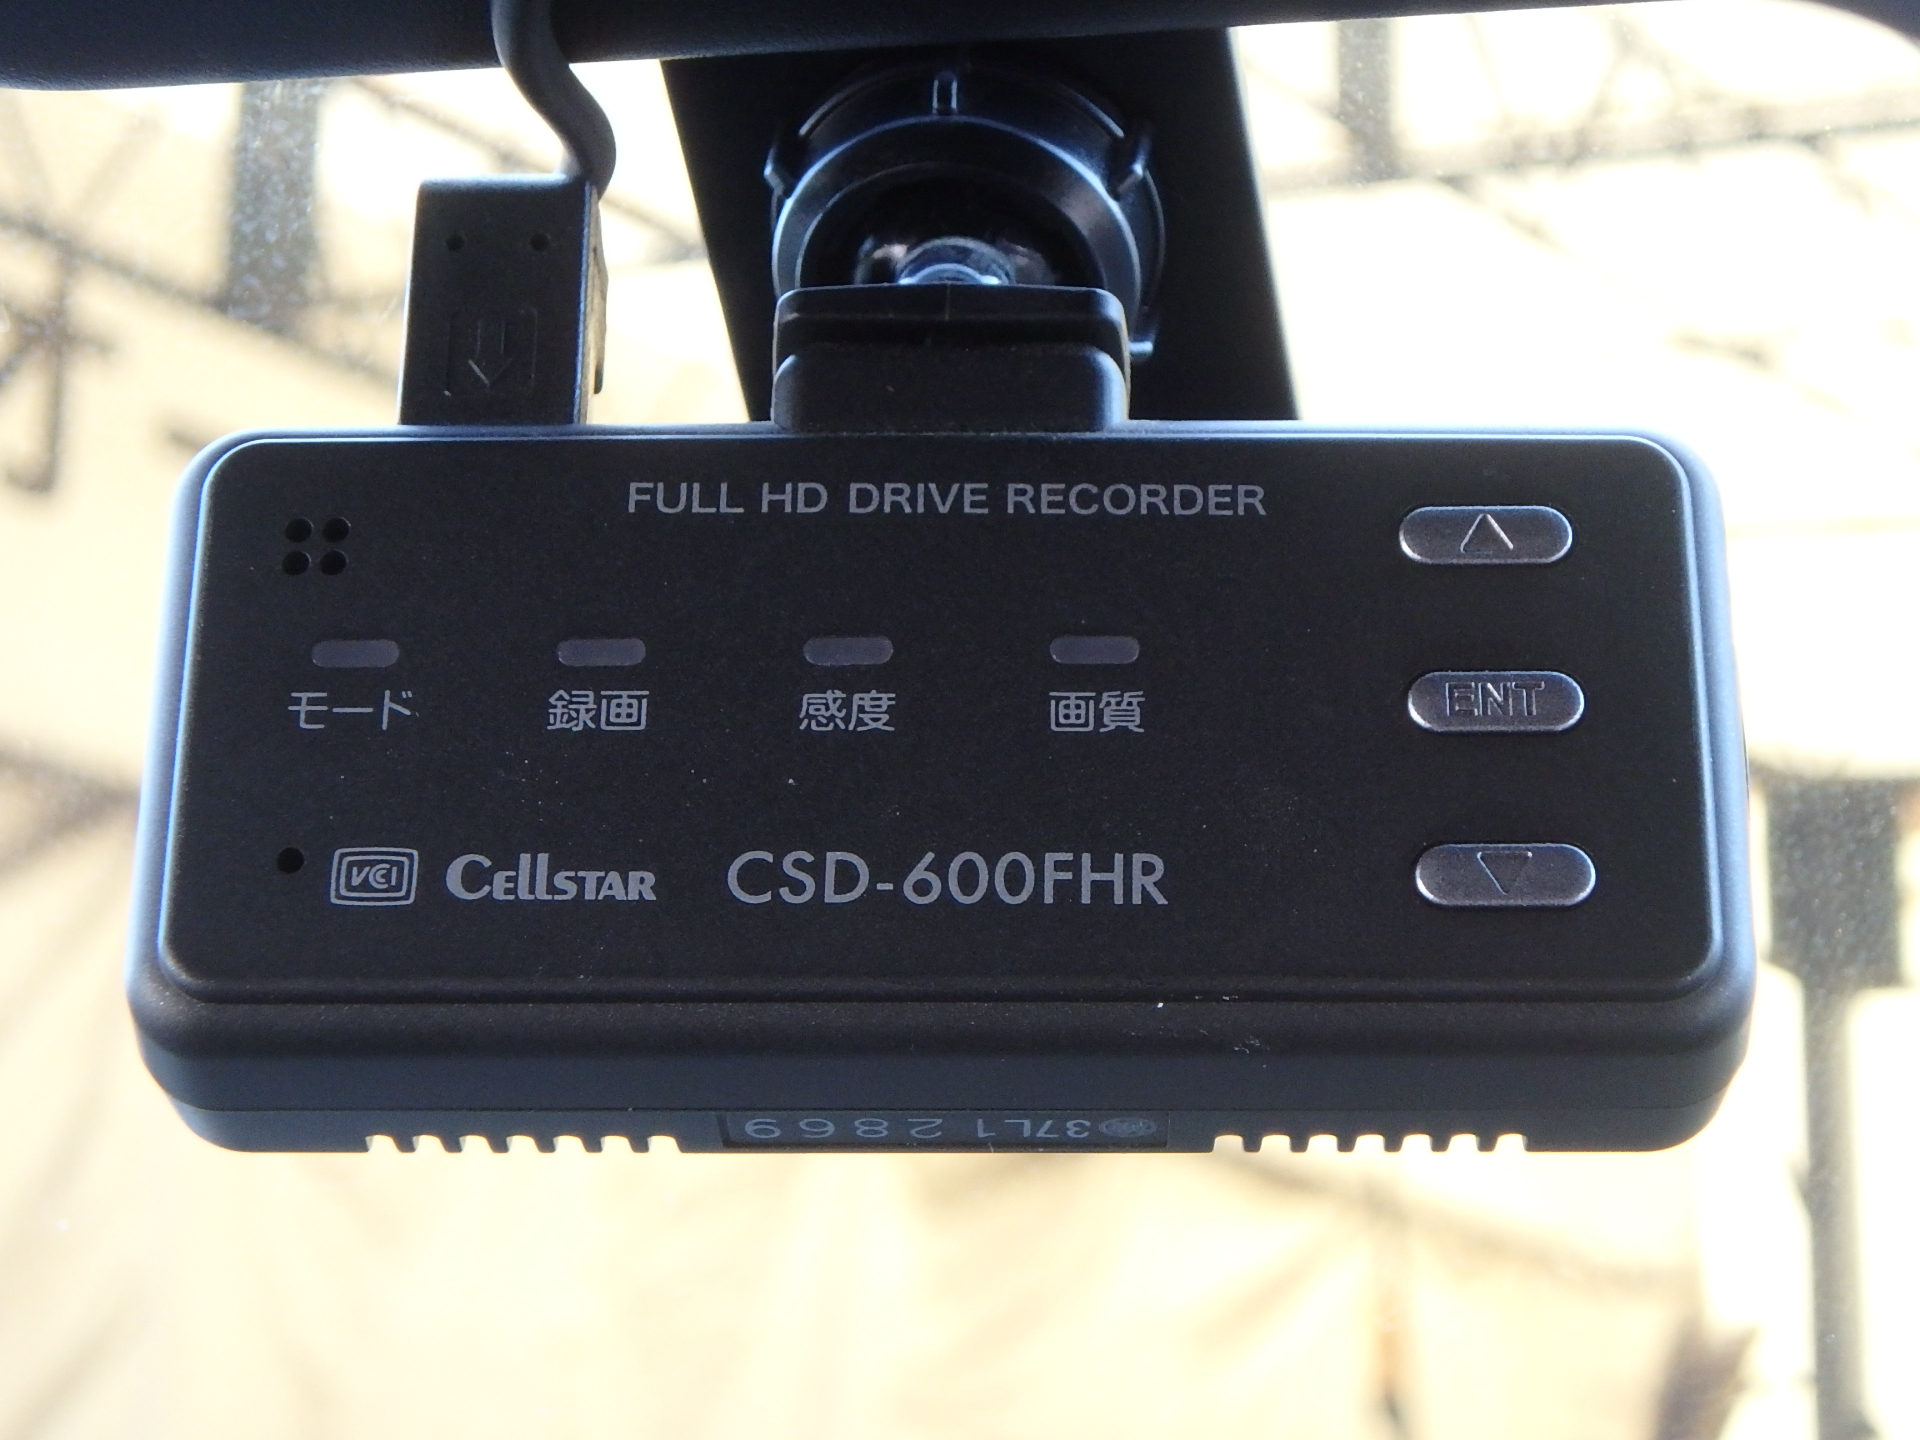 FULL HD DRIVE RECORDER
モード 録画 感度 画質
ENT
VCCI CELLSTAR CSD-600FHR
37L1 2869